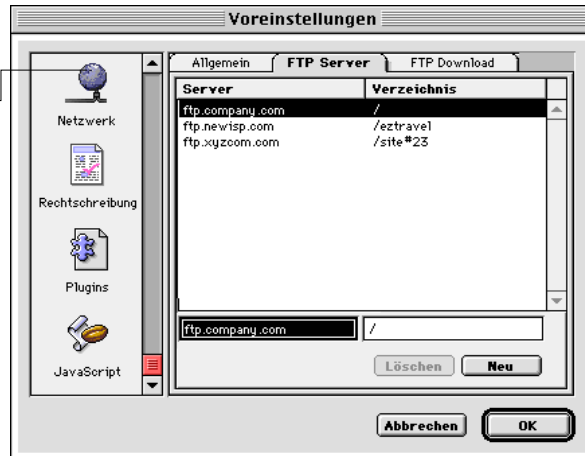 Voreinstellungen
Netzwerk
Rechtschreibung
Plugins
JavaScript
Allgemein FTP Server FTP Download
Server Verzeichnis
ftp.company.com /
ftp.newisp.com /eztravel
ftp.xyzcom.com /site#23
ftp.company.com /
Löschen Neu
Abbrechen OK